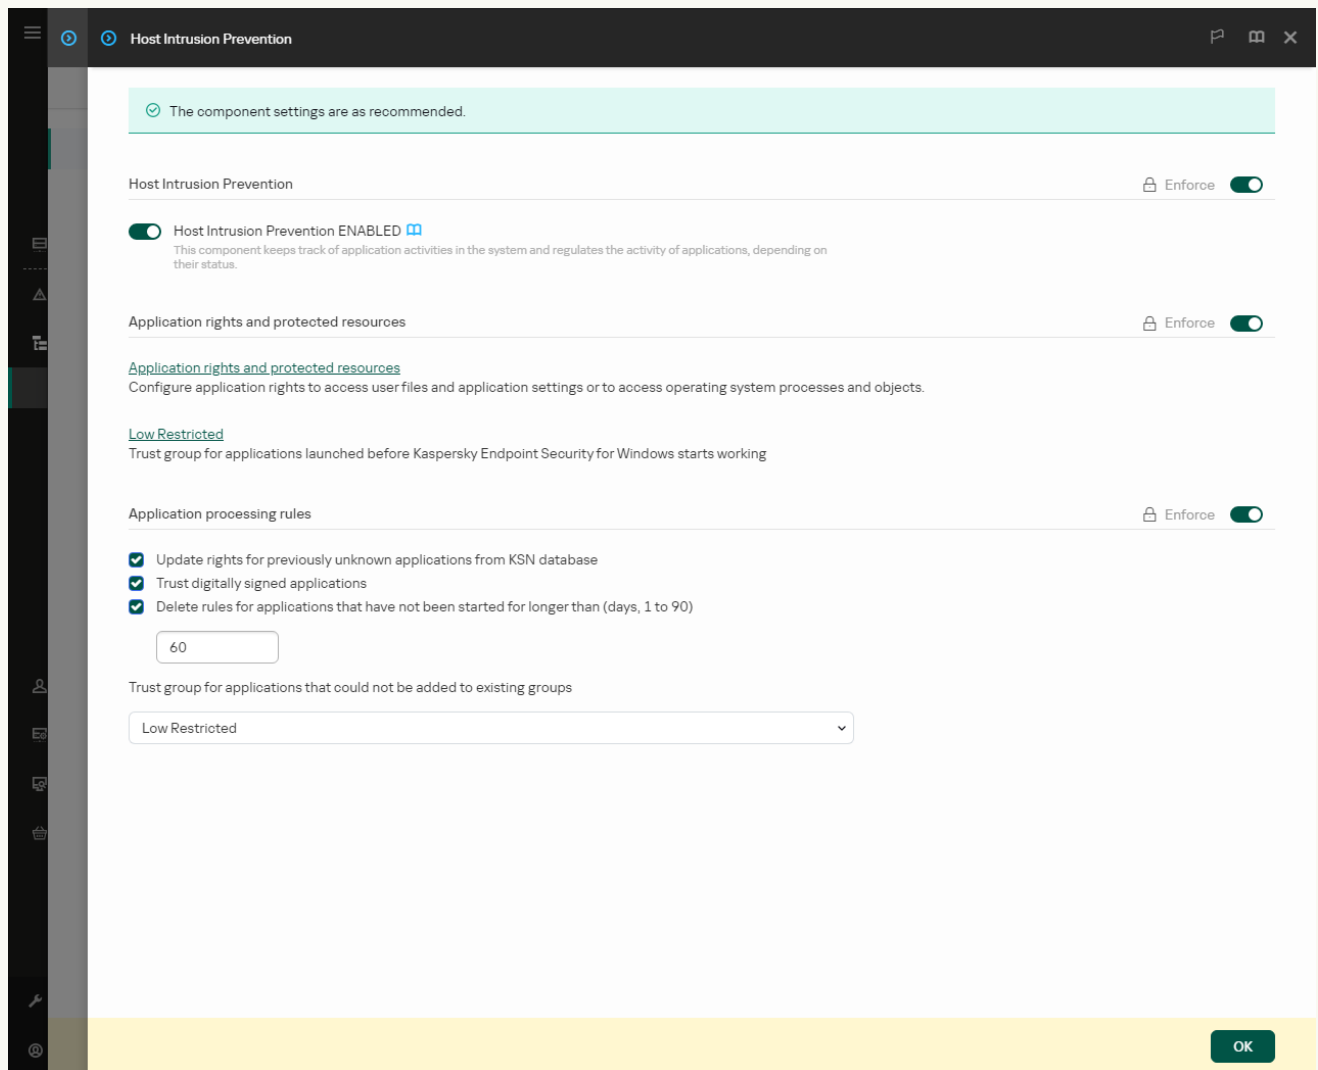 Host Intrusion Prevention
The component settings are as recommended.
Host Intrusion Prevention
Enforce
Host Intrusion Prevention ENABLED
This component keeps track of application activities in the system and regulates the activity of applications, depending on
their status.
Application rights and protected resources
Enforce
Application rights and protected resources
Configure application rights to access user files and application settings or to access operating system processes and objects.
Low Restricted
Trust group for applications launched before Kaspersky Endpoint Security for Windows starts working
Application processing rules
Enforce
Update rights for previously unknown applications from KSN database
Trust digitally signed applications
Delete rules for applications that have not been started for longer than (days, 1 to 90)
60
Trust group for applications that could not be added to existing groups
Low Restricted
OK